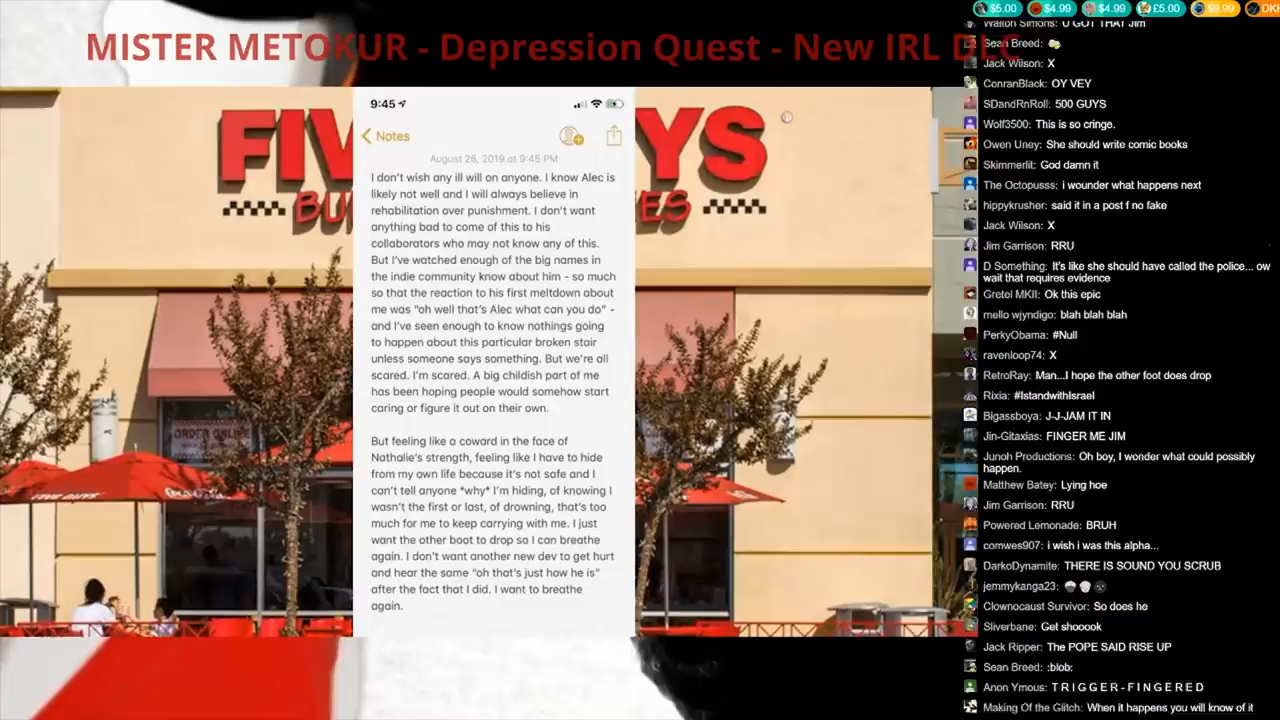 MISTER METOKUR - Depression Quest - New IRL DLC
FIV
YS
BU
ES
ORDER ONLINE
FIVE GUYS
9:45
Notes
August 26, 2019 at 9:45 PM
I don't wish any ill will on anyone. I know Alec is
likely not well and I will always believe in
rehabilitation over punishment. I don't want
anything bad to come of this to his
collaborators who may not know any of this.
But I've watched enough of the big names in
the indie community know about him - so much
so that the reaction to his first meltdown about
me was "oh well that's Alec what can you do" -
and I've seen enough to know nothings going
to happen about this particular broken stair
unless someone says something. But we're all
scared. I'm scared. A big childish part of me
has been hoping people would somehow start
caring or figure it out on their own.
But feeling like a coward in the face of
Nathalie's strength, feeling like I have to hide
from my own life because it's not safe and I
can't tell anyone *why* I'm hiding, of knowing I
wasn't the first or last, of drowning, that's too
much for me to keep carrying with me. I just
want the other boot to drop so I can breathe
again. I don't want another new dev to get hurt
and hear the same "oh that's just how he is"
after the fact that I did. I want to breathe
again.
$5.00 $4.99 $4.99 £5.00 $9.99 DKK
Walton Simons: U GOT THAT Jim
Sean Breed:
Jack Wilson: X
ConranBlack: OY VEY
SDandRnRoll: 500 GUYS
Wolf3500: This is so cringe.
Owen Uney: She should write comic books
Skimmerlit: God damn it
The Octopusss: i wounder what happens next
hippykrusher: said it in a post f no fake
Jack Wilson: X
Jim Garrison: RRU
D Something: It's like she should have called the police... ow
wait that requires evidence
Gretel MKII: Ok this epic
mello wjyndigo: blah blah blah
PerkyObama: #Null
ravenloop74: X
RetroRay: Man...I hope the other foot does drop
Rixia: #IstandwithIsrael
Bigassboya: J-J-JAM IT IN
Jin-Gitaxias: FINGER ME JIM
Junoh Productions: Oh boy, I wonder what could possibly
happen.
Matthew Batey: Lying hoe
Jim Garrison: RRU
Powered Lemonade: BRUH
comwes907: i wish i was this alpha...
DarkoDynamite: THERE IS SOUND YOU SCRUB
jemmykanga23:
Clownocaust Survivor: So does he
Sliverbane: Get shooook
Jack Ripper: The POPE SAID RISE UP
Sean Breed: :blob:
Anon Ymous: T R I G G E R - F I N G E R E D
Making Of the Glitch: When it happens you will know of it